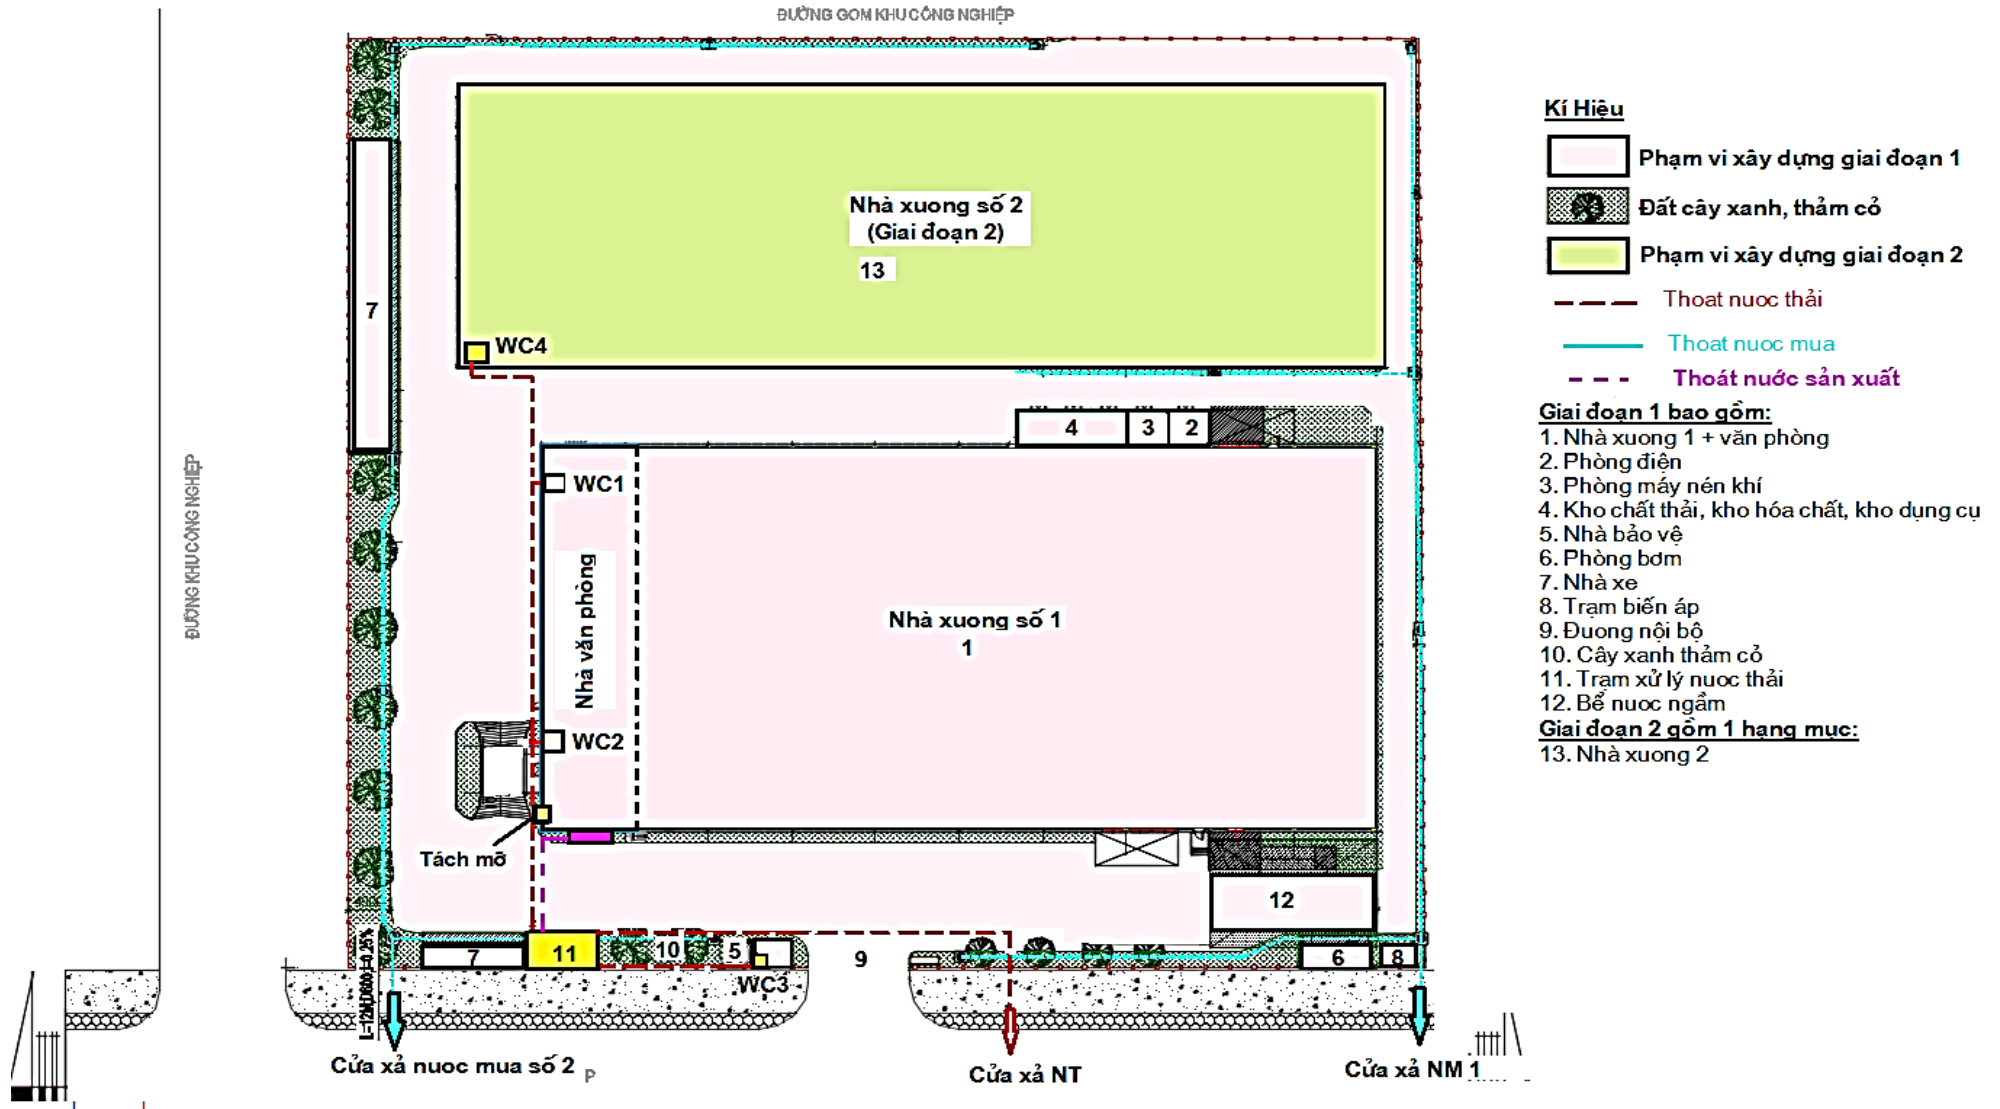 ĐƯỜNG GOM KHU CÔNG NGHIỆP
Kí Hiệu
Phạm vi xây dựng giai đoạn 1
Đất cây xanh, thảm cỏ
Phạm vi xây dựng giai đoạn 2
Thoat nuoc thải
Thoat nuoc mua
Thoát nước sản xuất
Giai đoạn 1 bao gồm:
1. Nhà xuong 1 + văn phòng
2. Phòng điện
3. Phòng máy nén khí
4. Kho chất thải, kho hóa chất, kho dụng cụ
5. Nhà bảo vệ
6. Phòng bơm
7. Nhà xe
8. Trạm biến áp
9. Đuong nội bộ
10. Cây xanh thảm cỏ
11. Trạm xử lý nuoc thải
12. Bể nuoc ngầm
Giai đoạn 2 gồm 1 hạng mục:
13. Nhà xuong 2
Nhà xuong số 2
(Giai đoạn 2)
13
7
WC4
4
3
2
WC1
ĐƯỜNG KHU CÔNG NGHIỆP
Nhà văn phòng
Nhà xuong số 1
1
WC2
Tách mỡ
12
7
11
10
5
9
6
8
WC3
Cửa xả nuoc mua số 2
P
Cửa xả NT
Cửa xả NM 1